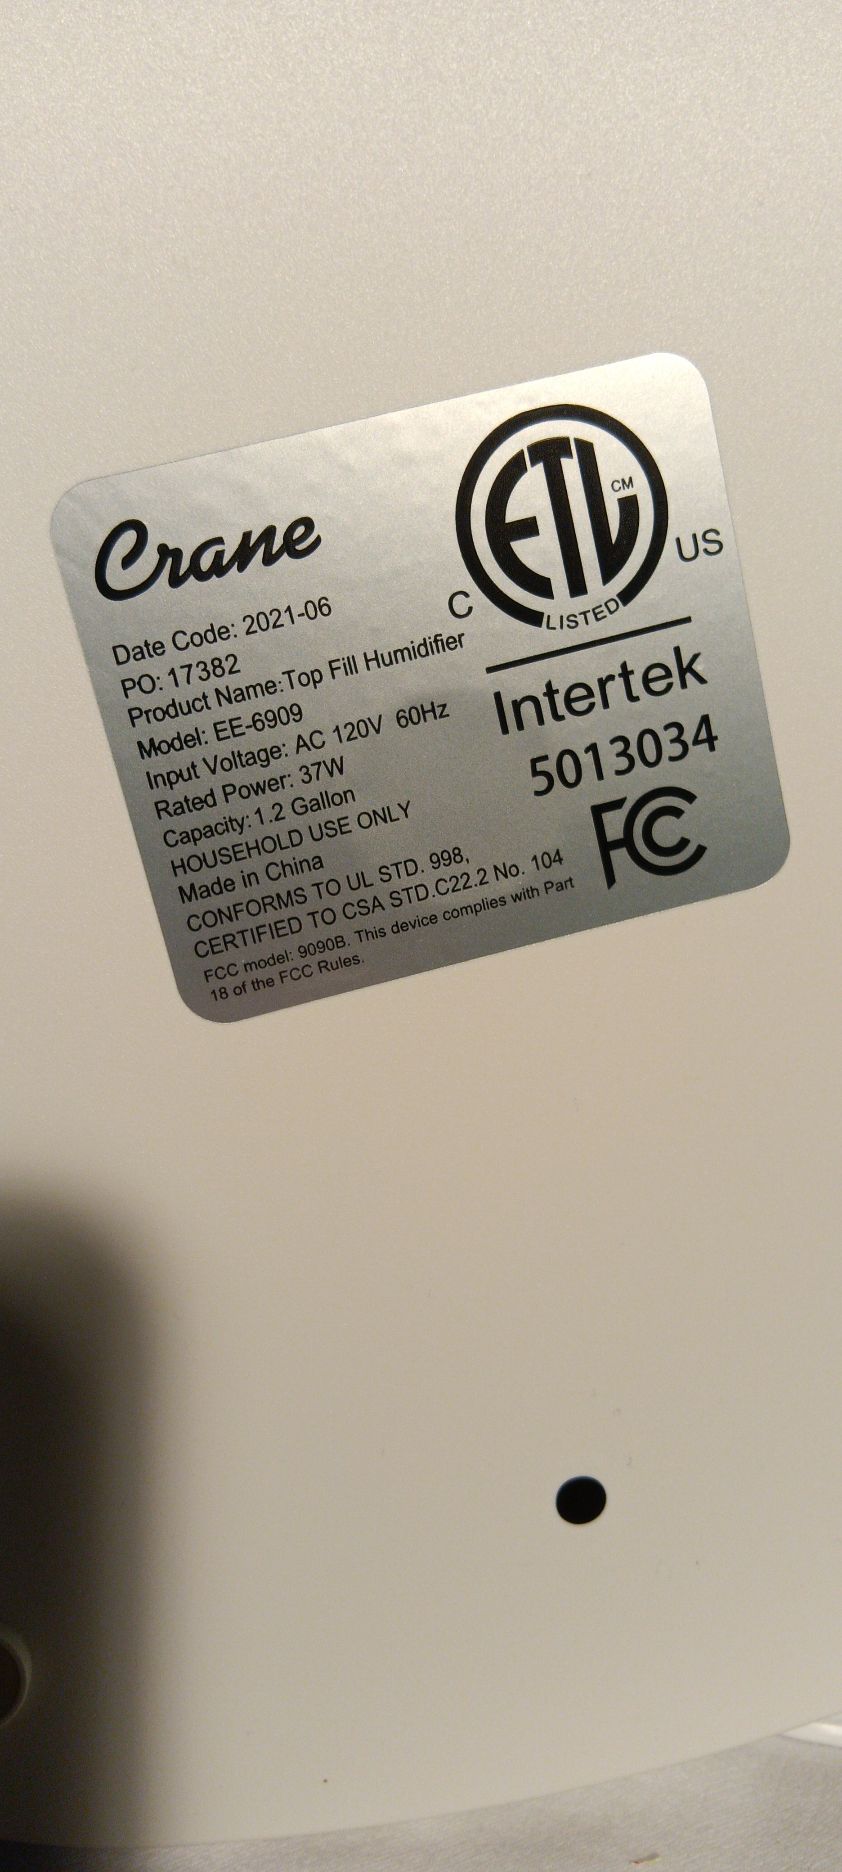 Crane
Date Code: 2021-06
PO: 17382
Product Name:Top Fill Humidifier
Model: EE-6909
Input Voltage: AC 120V 60Hz
Rated Power: 37W
Capacity: 1.2 Gallon
HOUSEHOLD USE ONLY
Made in China
CONFORMS TO UL STD. 998,
CERTIFIED TO CSA STD.C22.2 No. 104
FCC model: 9090B. This device complies with Part
18 of the FCC Rules.
ETL CM
C LISTED US
Intertek
5013034
FC